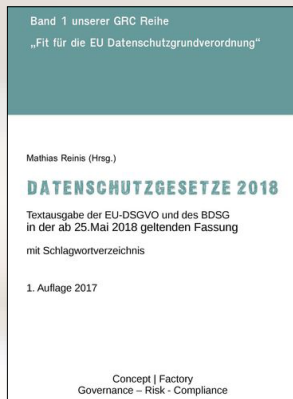 Band 1 unserer GRC Reihe
„Fit für die EU Datenschutzgrundverordnung“
Mathias Reinis (Hrsg.)
DATENSCHUTZGESETZE 2018
Textausgabe der EU-DSGVO und des BDSG
in der ab 25.Mai 2018 geltenden Fassung
mit Schlagwortverzeichnis
1. Auflage 2017
Concept | Factory
Governance – Risk - Compliance